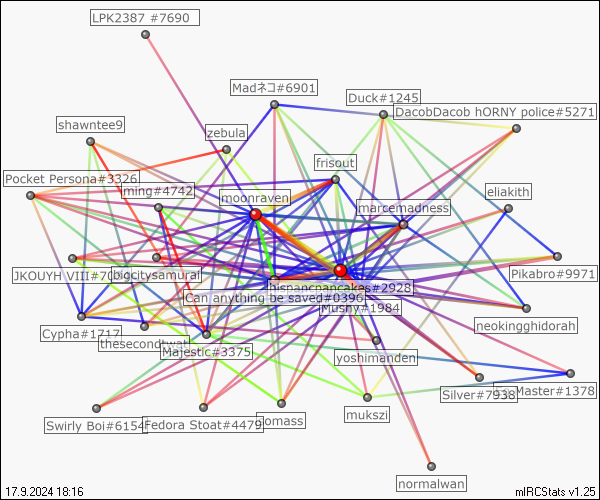 LPK2387 #7690
Madネコ#6901
Duck#1245
DacobDacob hORNY police#5271
shawntee9
zebula
frisout
Pocket Persona#3326
ming#4742
moonraven
eliakith
marcemadness
JKOUYH VIII#7
bigcitysamurai
hispancpancakes#2928
Pikabro#9971
Can anything be saved#0396
Musny#1984
neokingghidorah
Cypha#1717
thesecondtwat
Majestic#3375
yoshimanden
Silver#7938
Master#1378
Swirly Boi#6154
Fedora Stoat#4479
omass
mukszi
normalwan
17.9.2024 18:16
mIRCStats v1.25